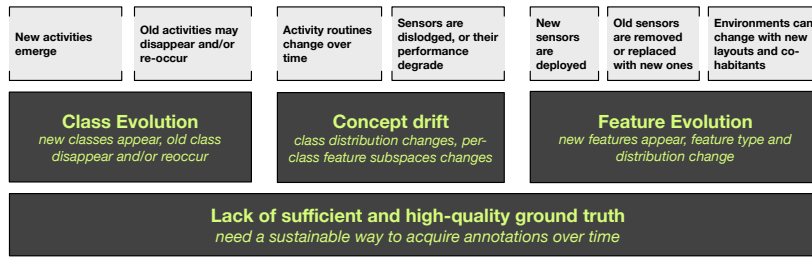 New activities
emerge
Old activities may
disappear and/or
re-occur
Activity routines
change over
time
Sensors are
dislodged, or their
performance
degrade
New
sensors
are
deployed
Old sensors
are removed
or replaced
with new ones
Environments can
change with new
layouts and co-
habitants
Class Evolution
new classes appear, old class
disappear and/or reoccur
Concept drift
class distribution changes, per-
class feature subspaces changes
Feature Evolution
new features appear, feature type and
distribution change
Lack of sufficient and high-quality ground truth
need a sustainable way to acquire annotations over time